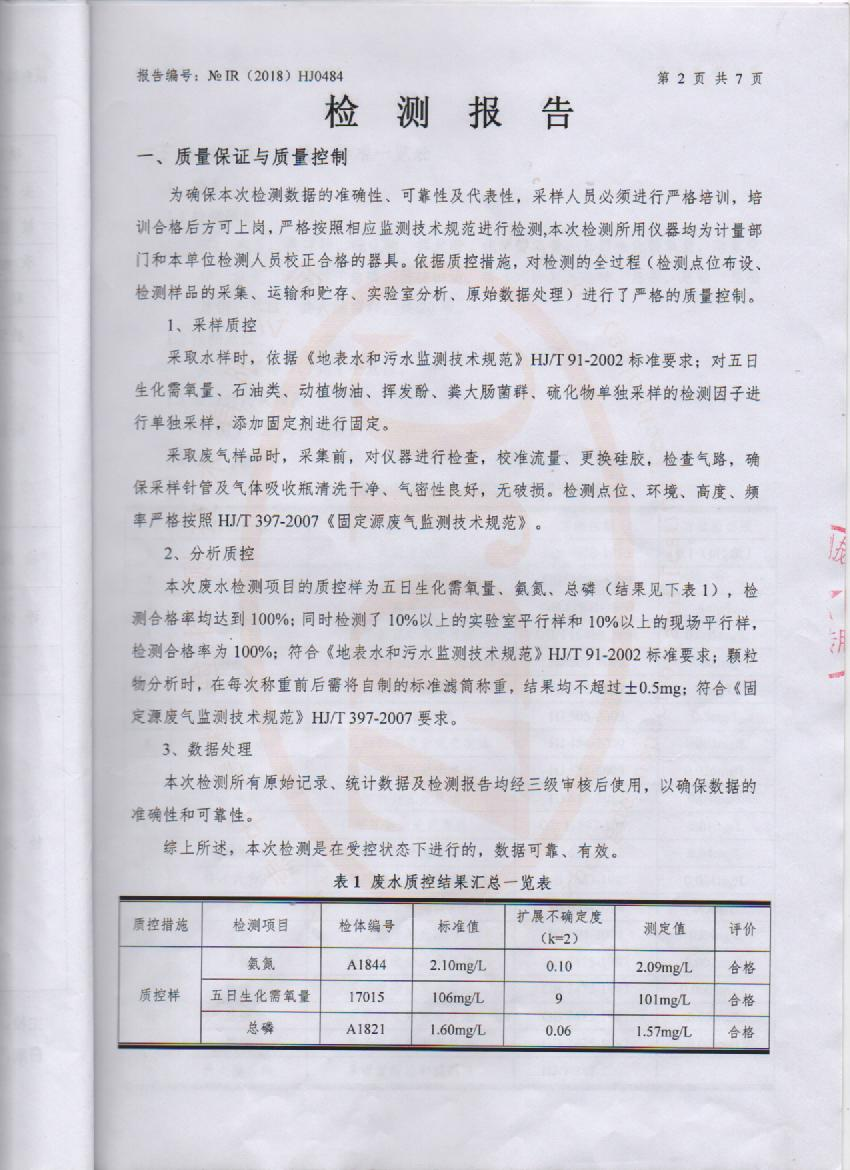 报告编号：№ IR（2018）HJ0484
第 2 页 共 7 页
检 测 报 告
一、质量保证与质量控制
为确保本次检测数据的准确性、可靠性及代表性，采样人员必须进行严格培训，培
训合格后方可上岗，严格按照相应监测技术规范进行检测,本次检测所用仪器均为计量部
门和本单位检测人员校正合格的器具。依据质控措施，对检测的全过程（检测点位布设、
检测样品的采集、运输和贮存、实验室分析、原始数据处理）进行了严格的质量控制。
1、采样质控
采取水样时，依据《地表水和污水监测技术规范》HJ/T 91-2002 标准要求；对五日
生化需氧量、石油类、动植物油、挥发酚、粪大肠菌群、硫化物单独采样的检测因子进
行单独采样，添加固定剂进行固定。
采取废气样品时，采集前，对仪器进行检查，校准流量、更换硅胶，检查气路，确
保采样针管及气体吸收瓶清洗干净、气密性良好，无破损。检测点位、环境、高度、频
率严格按照 HJ/T 397-2007《固定源废气监测技术规范》。
2、分析质控
本次废水检测项目的质控样为五日生化需氧量、氨氮、总磷（结果见下表 1），检
测合格率均达到 100%；同时检测了 10%以上的实验室平行样和 10%以上的现场平行样，
检测合格率为 100%；符合《地表水和污水监测技术规范》HJ/T 91-2002 标准要求；颗粒
物分析时，在每次称重前后需将自制的标准滤筒称重，结果均不超过±0.5mg；符合《固
定源废气监测技术规范》HJ/T 397-2007 要求。
3、数据处理
本次检测所有原始记录、统计数据及检测报告均经三级审核后使用，以确保数据的
准确性和可靠性。
综上所述，本次检测是在受控状态下进行的，数据可靠、有效。
表 1 废水质控结果汇总一览表
质控措施 检测项目 检体编号 标准值 扩展不确定度（k=2） 测定值 评价
质控样 氨氮 A1844 2.10mg/L 0.10 2.09mg/L 合格
五日生化需氧量 17015 106mg/L 9 101mg/L 合格
总磷 A1821 1.60mg/L 0.06 1.57mg/L 合格